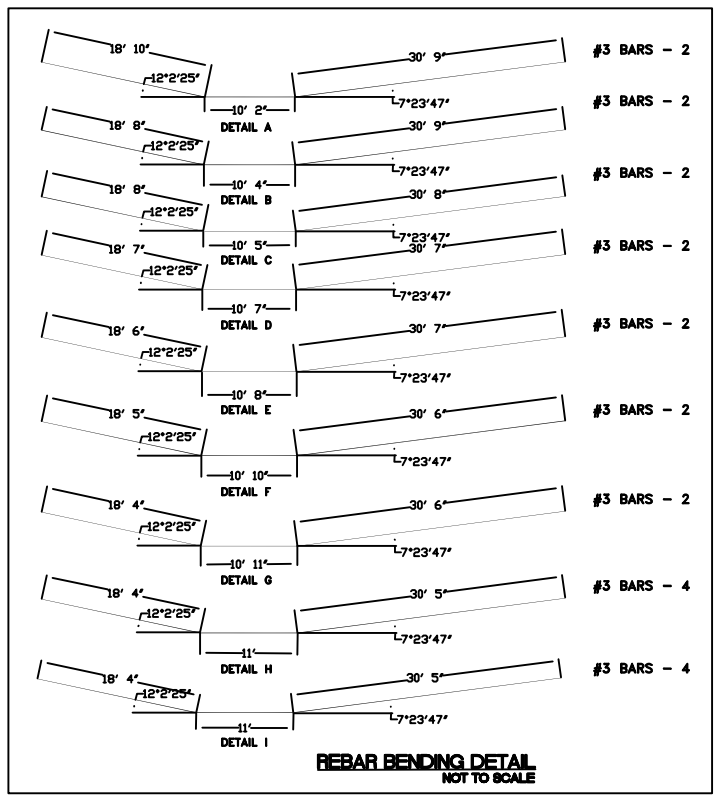 18' 10" 30' 9" #3 BARS - 2
12°2'25" 10' 2" 7°23'47"
DETAIL A
18' 8" 30' 9" #3 BARS - 2
12°2'25" 10' 4" 7°23'47"
DETAIL B
18' 8" 30' 8" #3 BARS - 2
12°2'25" 10' 5" 7°23'47"
DETAIL C
18' 7" 30' 7" #3 BARS - 2
12°2'25" 10' 7" 7°23'47"
DETAIL D
18' 6" 30' 7" #3 BARS - 2
12°2'25" 10' 8" 7°23'47"
DETAIL E
18' 5" 30' 6" #3 BARS - 2
12°2'25" 10' 10" 7°23'47"
DETAIL F
18' 4" 30' 6" #3 BARS - 2
12°2'25" 10' 11" 7°23'47"
DETAIL G
18' 4" 30' 5" #3 BARS - 4
12°2'25" 11' 7°23'47"
DETAIL H
18' 4" 30' 5" #3 BARS - 4
12°2'25" 11' 7°23'47"
DETAIL I
REBAR BENDING DETAIL
NOT TO SCALE